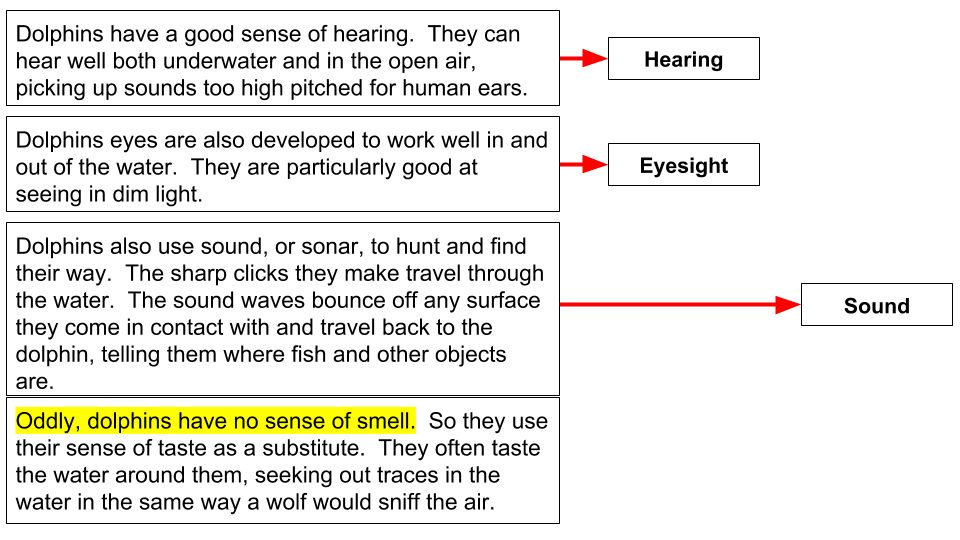 Dolphins have a good sense of hearing.  They can
hear well both underwater and in the open air,
picking up sounds too high pitched for human ears.
Hearing
Dolphins eyes are also developed to work well in and
out of the water.  They are particularly good at
seeing in dim light.
Eyesight
Dolphins also use sound, or sonar, to hunt and find
their way.  The sharp clicks they make travel through
the water.  The sound waves bounce off any surface
they come in contact with and travel back to the
dolphin, telling them where fish and other objects
are.
Sound
Oddly, dolphins have no sense of smell.  So they use
their sense of taste as a substitute.  They often taste
the water around them, seeking out traces in the
water in the same way a wolf would sniff the air.